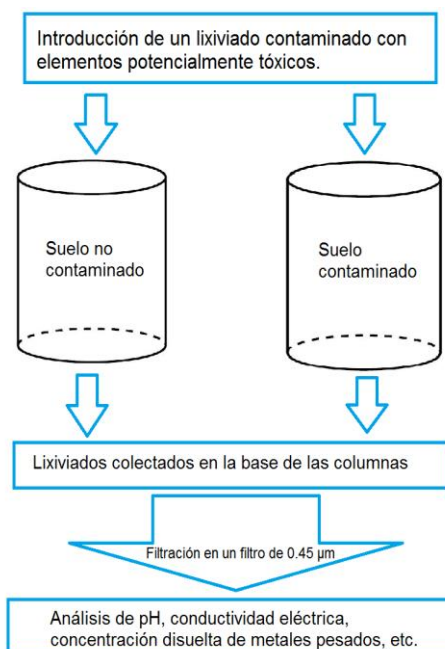 Introducción de un lixiviado contaminado con
elementos potencialmente tóxicos.
Suelo no
contaminado
Suelo
contaminado
Lixiviados colectados en la base de las columnas
Filtración en un filtro de 0.45 µm
Análisis de pH, conductividad eléctrica,
concentración disuelta de metales pesados, etc.